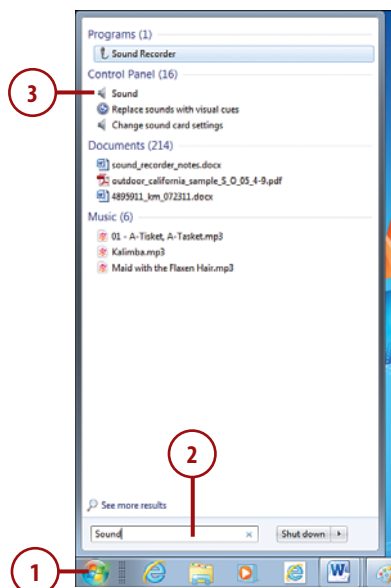 Programs (1)
Sound Recorder
Control Panel (16)
3
Sound
Replace sounds with visual cues
Change sound card settings
Documents (214)
sound_recorder_notes.docx
outdoor_california_sample_S_O_05_4-9.pdf
4895911_km_072311.docx
Music (6)
01 - A-Tisket, A-Tasket.mp3
Kalimba.mp3
Maid with the Flaxen Hair.mp3
2
See more results
Sound
Shut down
1
W